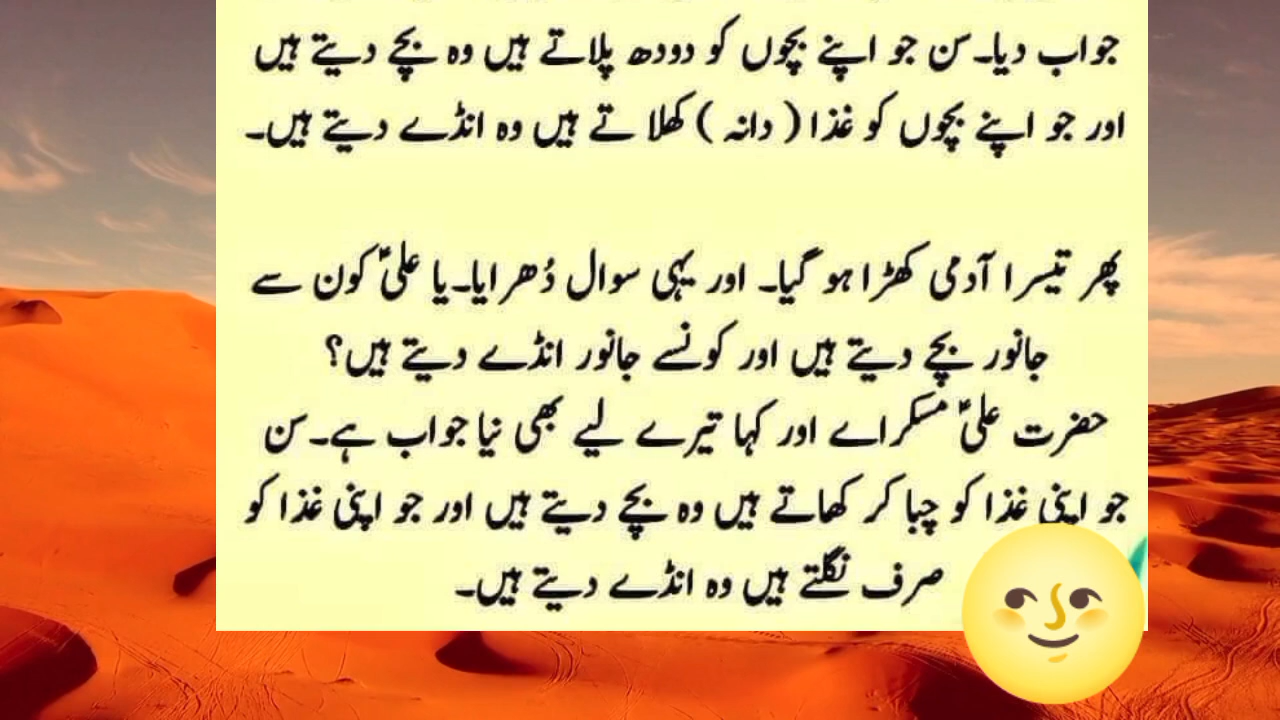 جواب دیا۔سن جو اپنے بچوں کو دودھ پلاتے ہیں وہ بچے دیتے ہیں
اور جو اپنے بچوں کو غذا ( دانہ ) کھلا تے ہیں وہ انڈے دیتے ہیں۔
پھر تیسرا آدمی کھڑا ہو گیا۔ اور یہی سوال دُھرایا۔یا علیؑ کون سے
جانور بچے دیتے ہیں اور کونسے جانور انڈے دیتے ہیں؟
حضرت علیؑ مسکراے اور کہا تیرے لیے بھی نیا جواب ہے۔سن
جو اپنی غذا کو چبا کر کھاتے ہیں وہ بچے دیتے ہیں اور جو اپنی غذا کو
صرف نگلتے ہیں وہ انڈے دیتے ہیں۔